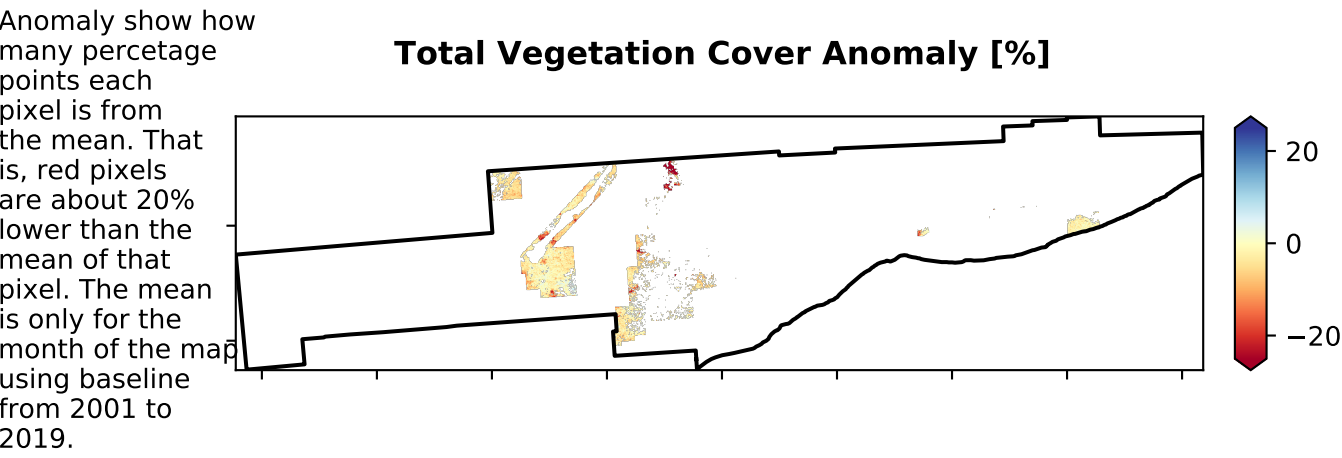 Anomaly show how
many percetage
points each
pixel is from
the mean. That
is, red pixels
are about 20%
lower than the
mean of that
pixel. The mean
is only for the
month of the map
using baseline
from 2001 to
2019.
Total Vegetation Cover Anomaly [%]
20
0
−20